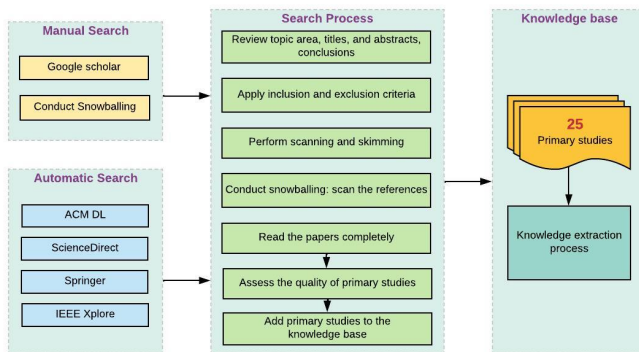 Manual Search
Google scholar
Conduct Snowballing
Automatic Search
ACM DL
ScienceDirect
Springer
IEEE Xplore
Search Process
Review topic area, titles, and abstracts,
conclusions
Apply inclusion and exclusion criteria
Perform scanning and skimming
Conduct snowballing: scan the references
Read the papers completely
Assess the quality of primary studies
Add primary studies to the
knowledge base
Knowledge base
25
Primary studies
Knowledge extraction
process